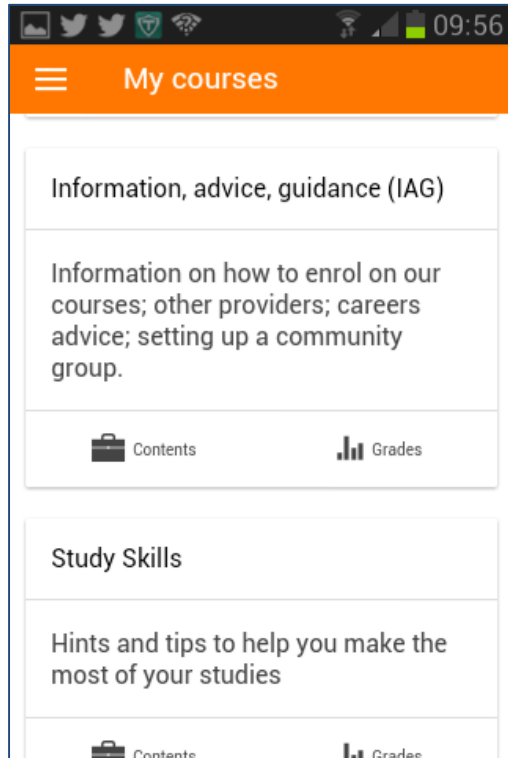 09:56
My courses
Information, advice, guidance (IAG)
Information on how to enrol on our
courses; other providers; careers
advice; setting up a community
group.
Contents Grades
Study Skills
Hints and tips to help you make the
most of your studies
Contents Grades